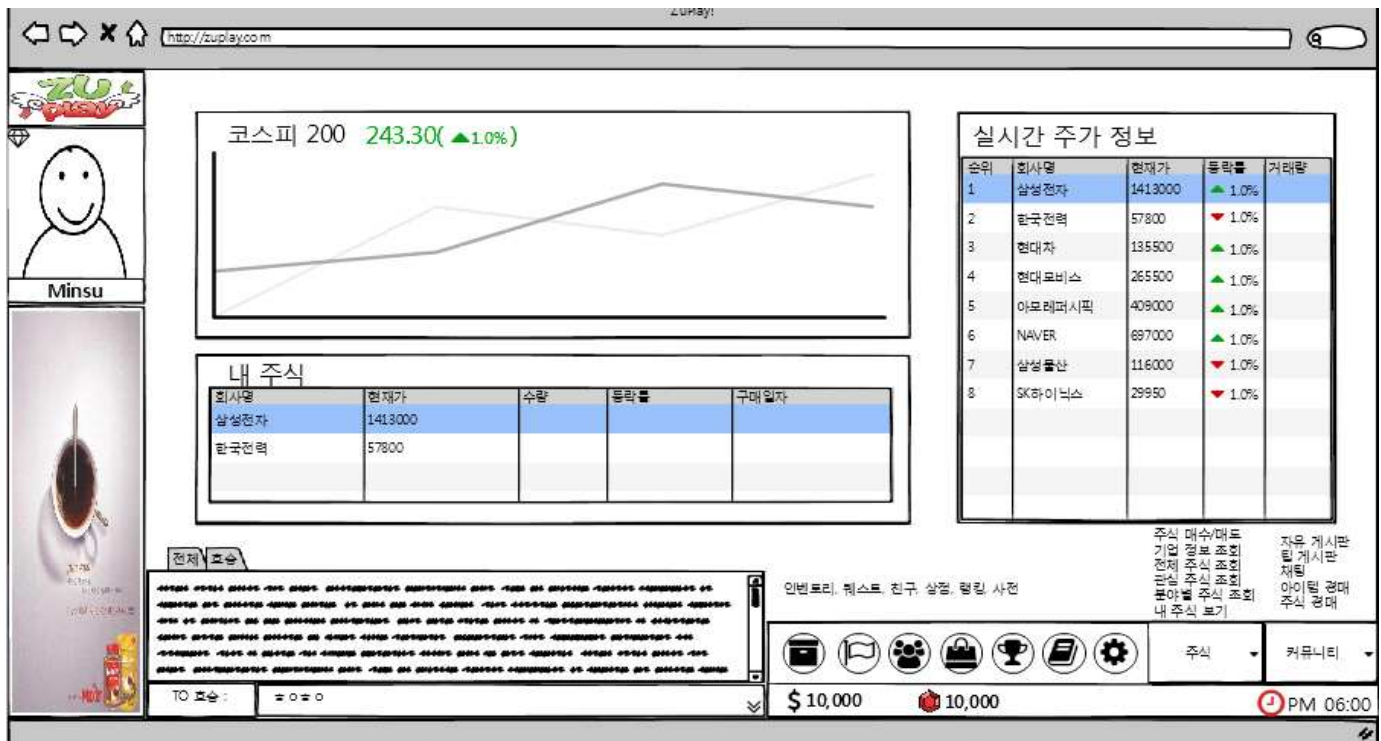 ZuPlay!
http://zuplay.com
ZU
play
코스피 200 243.30( ▲1.0%)
실시간 주가 정보
순위 회사명 현재가 등락률 거래량
1 삼성전자 1413000 ▲ 1.0%
2 한국전력 57800 ▼ 1.0%
3 현대차 135500 ▲ 1.0%
4 현대모비스 265500 ▲ 1.0%
5 아모레퍼시픽 409000 ▲ 1.0%
6 NAVER 697000 ▲ 1.0%
7 삼성물산 116000 ▼ 1.0%
8 SK하이닉스 29950 ▼ 1.0%
Minsu
내 주식
회사명 현재가 수량 등락률 구매일자
삼성전자 1413000
한국전력 57800
전체 효승
TO 효승 : ㅎㅇㅎㅇ
인벤토리, 퀘스트, 친구, 상점, 랭킹, 사전
주식 매수/매도
기업 정보 조회
전체 주식 조회
관심 주식 조회
분야별 주식 조회
내 주식 보기
자유 게시판
팁 게시판
채팅
아이템 경매
주식 경매
주식
커뮤니티
$ 10,000 10,000 PM 06:00